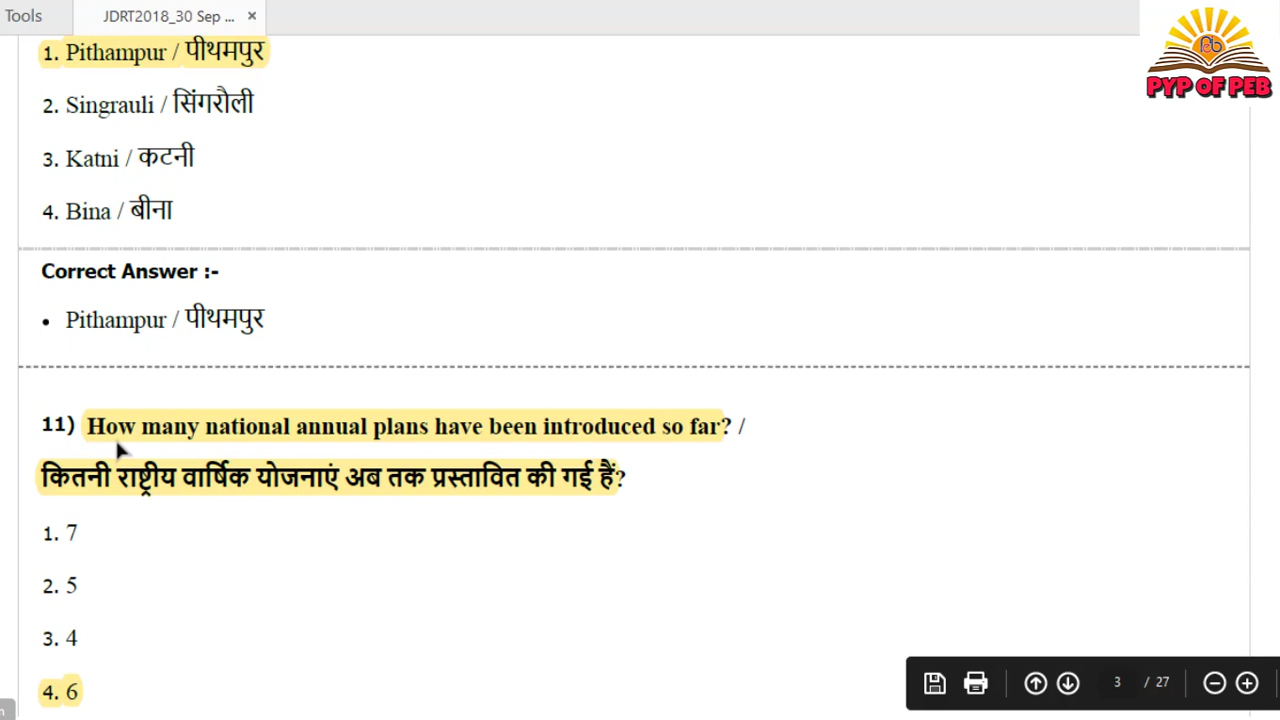 Tools
JDRT2018_30 Sep ... ×
Peb
PYP OF PEB
1. Pithampur / पीथमपुर
2. Singrauli / सिंगरौली
3. Katni / कटनी
4. Bina / बीना
Correct Answer :-
• Pithampur / पीथमपुर
11) How many national annual plans have been introduced so far? /
कितनी राष्ट्रीय वार्षिक योजनाएं अब तक प्रस्तावित की गई हैं?
1. 7
2. 5
3. 4
4. 6
3 / 27